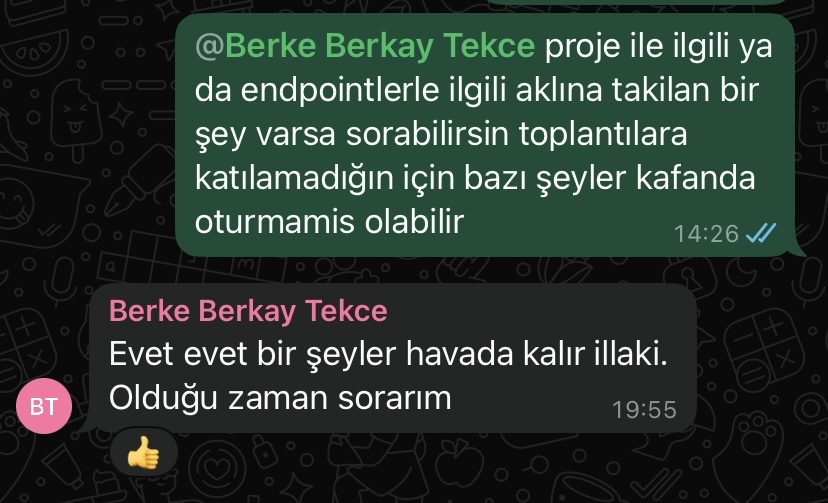 @Berke Berkay Tekce proje ile ilgili ya
da endpointlerle ilgili aklına takilan bir
şey varsa sorabilirsin toplantılara
katılamadığın için bazı şeyler kafanda
oturmamis olabilir
14:26
Berke Berkay Tekce
Evet evet bir şeyler havada kalır illaki.
Olduğu zaman sorarım
19:55
BT